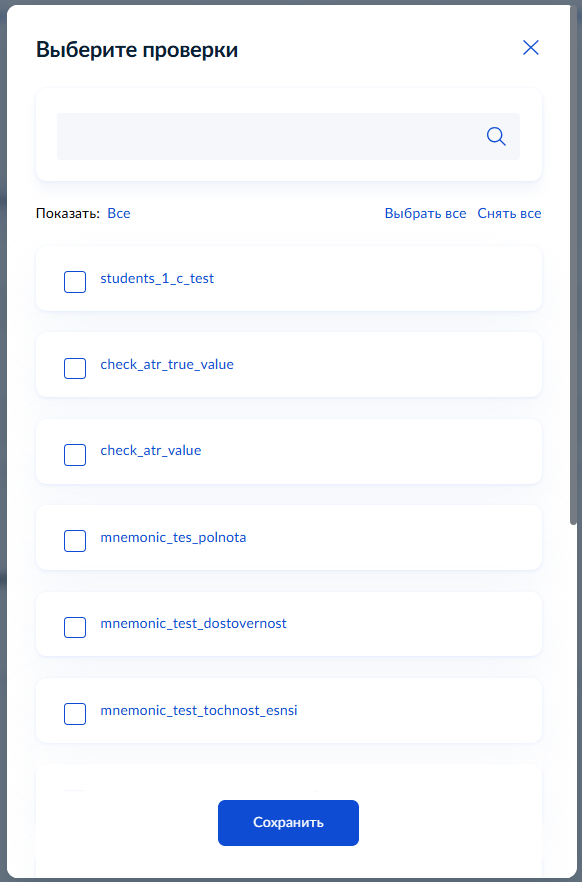 Выберите проверки
Показать: Все Выбрать все Снять все
students_1_c_test
check_atr_true_value
check_atr_value
mnemonic_tes_polnota
mnemonic_test_dostovernost
mnemonic_test_tochnost_esnsi
Сохранить